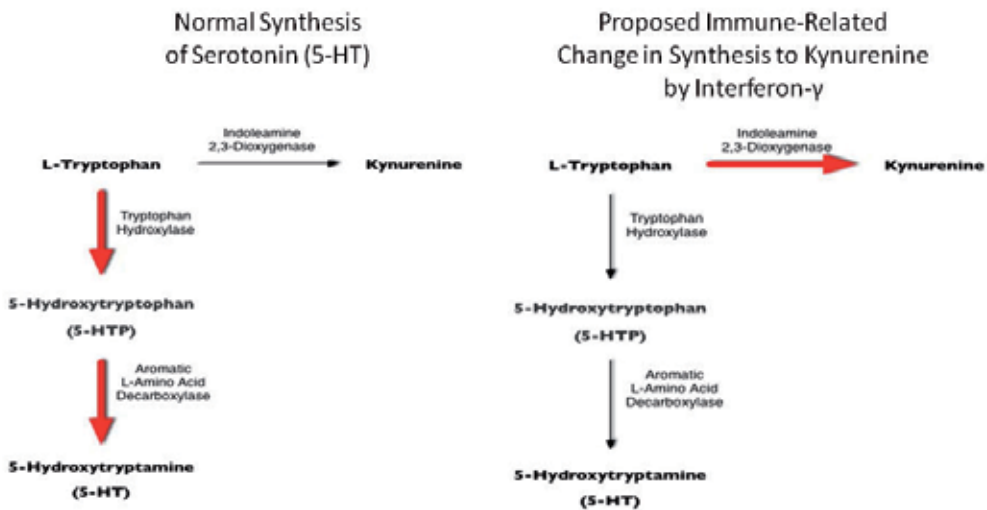 Normal Synthesis
of Serotonin (5-HT)
Indoleamine
2,3-Dioxygenase
L-Tryptophan
Kynurenine
Tryptophan
Hydroxylase
5-Hydroxytryptophan
(5-HTP)
Aromatic
L-Amino Acid
Decarboxylase
5-Hydroxytryptamine
(5-HT)
Proposed Immune-Related
Change in Synthesis to Kynurenine
by Interferon-γ
Indoleamine
2,3-Dioxygenase
L-Tryptophan
Kynurenine
Tryptophan
Hydroxylase
5-Hydroxytryptophan
(5-HTP)
Aromatic
L-Amino Acid
Decarboxylase
5-Hydroxytryptamine
(5-HT)